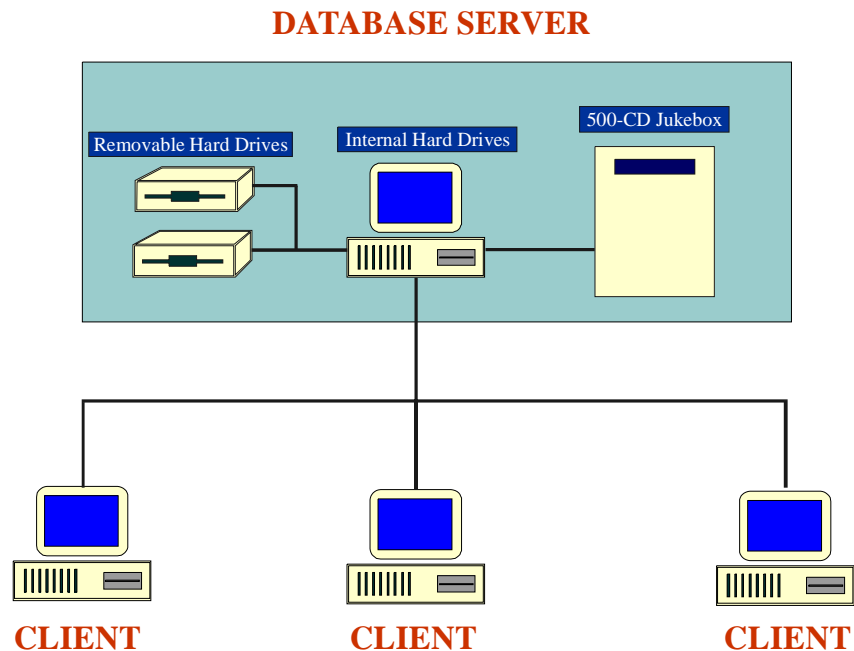 DATABASE SERVER
500-CD Jukebox
Removable Hard Drives
Internal Hard Drives
CLIENT
CLIENT
CLIENT